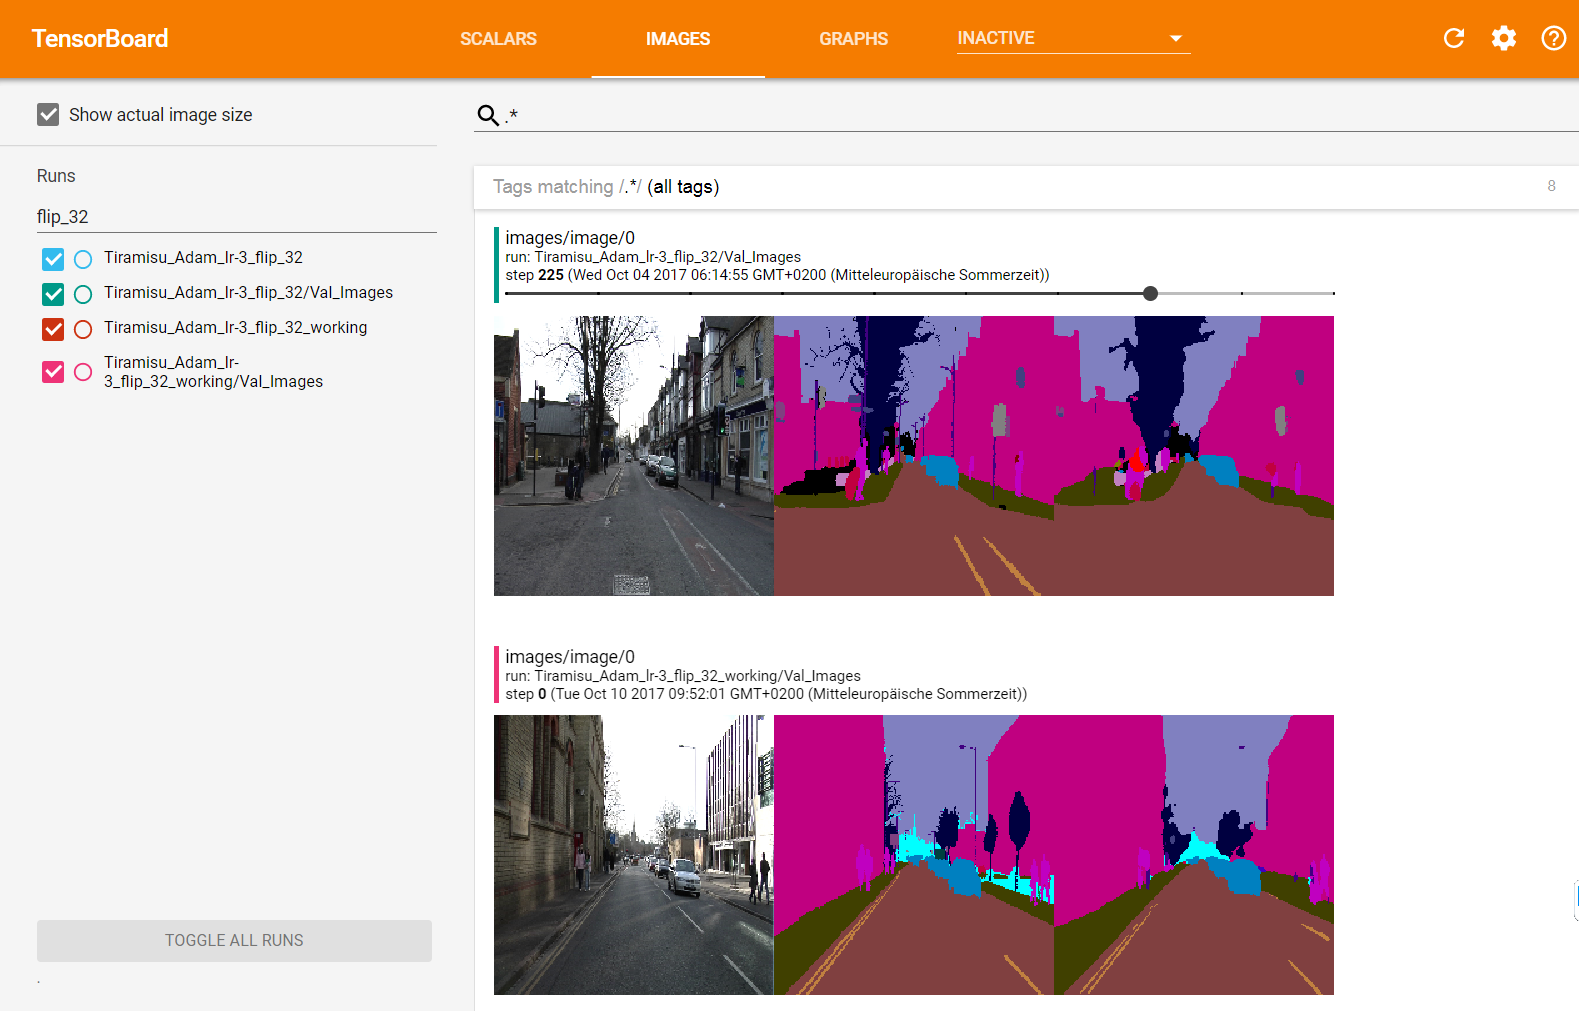 TensorBoard
SCALARS
IMAGES
GRAPHS
INACTIVE
Show actual image size
Runs
flip_32
Tiramisu_Adam_lr-3_flip_32
Tiramisu_Adam_lr-3_flip_32/Val_Images
Tiramisu_Adam_lr-3_flip_32_working
Tiramisu_Adam_lr-
3_flip_32_working/Val_Images
TOGGLE ALL RUNS
.
.*
Tags matching /.*/ (all tags)
8
images/image/0
run: Tiramisu_Adam_lr-3_flip_32/Val_Images
step 225 (Wed Oct 04 2017 06:14:55 GMT+0200 (Mitteleuropäische Sommerzeit))
images/image/0
run: Tiramisu_Adam_lr-3_flip_32_working/Val_Images
step 0 (Tue Oct 10 2017 09:52:01 GMT+0200 (Mitteleuropäische Sommerzeit))